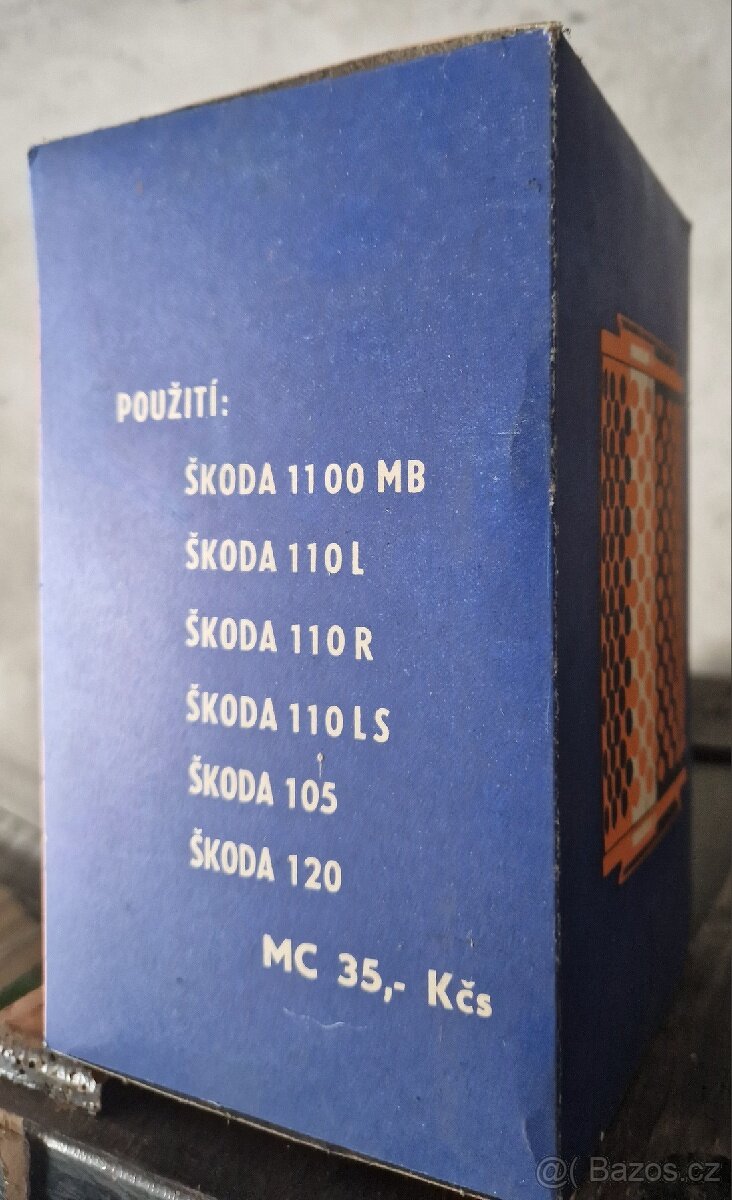 POUŽITÍ:
ŠKODA 1100 MB
ŠKODA 110 L
ŠKODA 110 R
ŠKODA 110 LS
ŠKODA 105
ŠKODA 120
MC 35,- Kčs
@( Bazos.cz